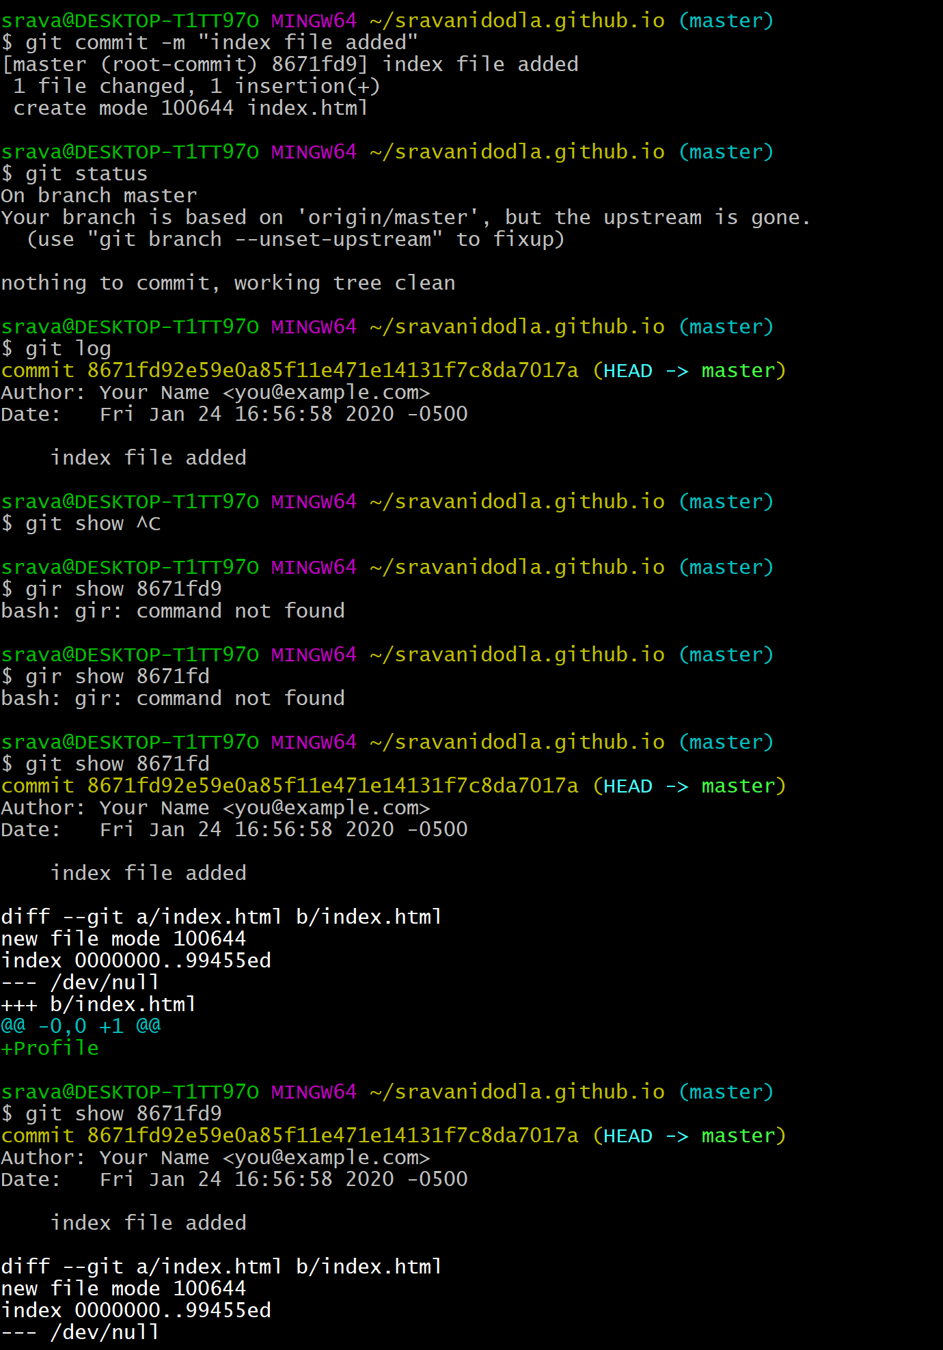 srava@DESKTOP-T1TT97O MINGW64 ~/sravanidodla.github.io (master)
$ git commit -m "index file added"
[master (root-commit) 8671fd9] index file added
 1 file changed, 1 insertion(+)
 create mode 100644 index.html

srava@DESKTOP-T1TT97O MINGW64 ~/sravanidodla.github.io (master)
$ git status
On branch master
Your branch is based on 'origin/master', but the upstream is gone.
  (use "git branch --unset-upstream" to fixup)

nothing to commit, working tree clean

srava@DESKTOP-T1TT97O MINGW64 ~/sravanidodla.github.io (master)
$ git log
commit 8671fd92e59e0a85f11e471e14131f7c8da7017a (HEAD -> master)
Author: Your Name <you@example.com>
Date:   Fri Jan 24 16:56:58 2020 -0500

    index file added

srava@DESKTOP-T1TT97O MINGW64 ~/sravanidodla.github.io (master)
$ git show ^C

srava@DESKTOP-T1TT97O MINGW64 ~/sravanidodla.github.io (master)
$ gir show 8671fd9
bash: gir: command not found

srava@DESKTOP-T1TT97O MINGW64 ~/sravanidodla.github.io (master)
$ gir show 8671fd
bash: gir: command not found

srava@DESKTOP-T1TT97O MINGW64 ~/sravanidodla.github.io (master)
$ git show 8671fd
commit 8671fd92e59e0a85f11e471e14131f7c8da7017a (HEAD -> master)
Author: Your Name <you@example.com>
Date:   Fri Jan 24 16:56:58 2020 -0500

    index file added

diff --git a/index.html b/index.html
new file mode 100644
index 0000000..99455ed
--- /dev/null
+++ b/index.html
@@ -0,0 +1 @@
+Profile

srava@DESKTOP-T1TT97O MINGW64 ~/sravanidodla.github.io (master)
$ git show 8671fd9
commit 8671fd92e59e0a85f11e471e14131f7c8da7017a (HEAD -> master)
Author: Your Name <you@example.com>
Date:   Fri Jan 24 16:56:58 2020 -0500

    index file added

diff --git a/index.html b/index.html
new file mode 100644
index 0000000..99455ed
--- /dev/null